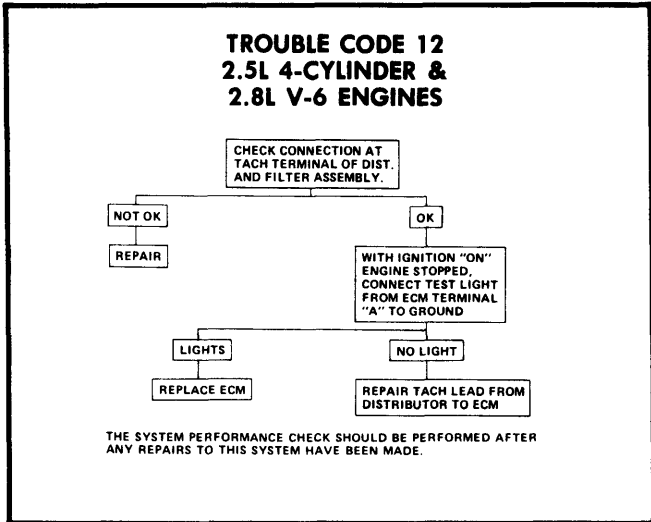 TROUBLE CODE 12
2.5L 4-CYLINDER &
2.8L V-6 ENGINES
CHECK CONNECTION AT
TACH TERMINAL OF DIST.
AND FILTER ASSEMBLY.
NOT OK
OK
REPAIR
WITH IGNITION "ON"
ENGINE STOPPED,
CONNECT TEST LIGHT
FROM ECM TERMINAL
"A" TO GROUND
LIGHTS
NO LIGHT
REPLACE ECM
REPAIR TACH LEAD FROM
DISTRIBUTOR TO ECM
THE SYSTEM PERFORMANCE CHECK SHOULD BE PERFORMED AFTER
ANY REPAIRS TO THIS SYSTEM HAVE BEEN MADE.